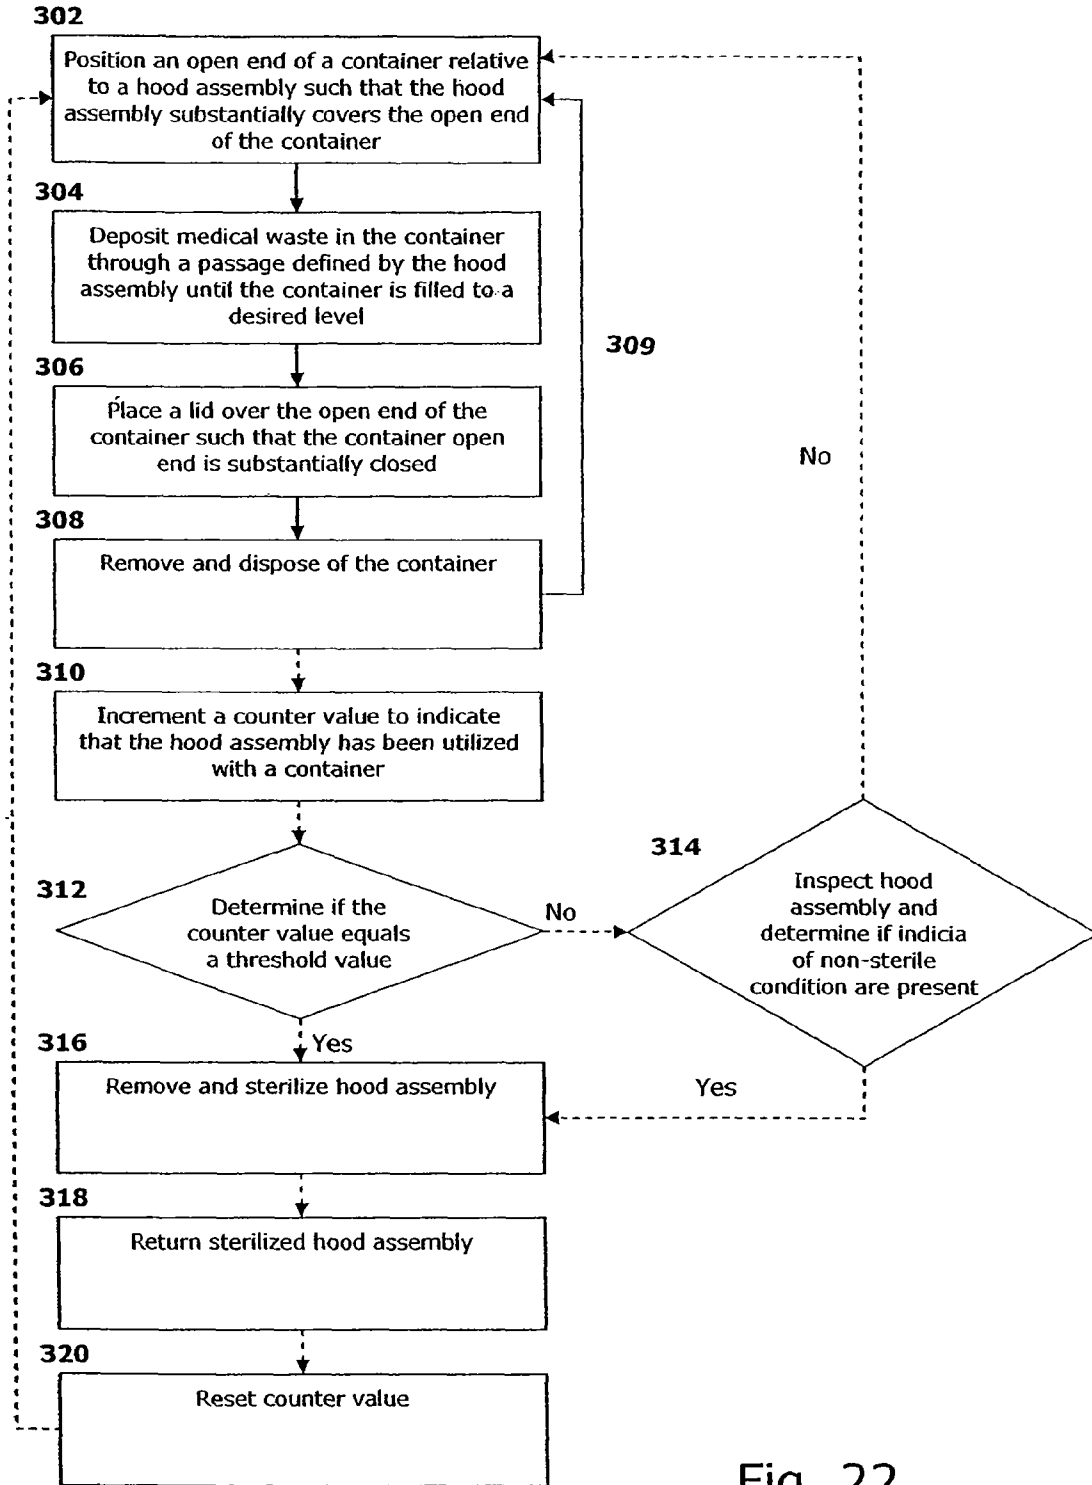 302
Position an open end of a container relative
to a hood assembly such that the hood
assembly substantially covers the open end
of the container
304
Deposit medical waste in the container
through a passage defined by the hood
assembly until the container is filled to a
desired level
309
306
Place a lid over the open end of the
container such that the container open
end is substantially closed
No
308
Remove and dispose of the container
310
Increment a counter value to indicate
that the hood assembly has been utilized
with a container
312
Determine if the
counter value equals
a threshold value
No
314
Inspect hood
assembly and
determine if indicia
of non-sterile
condition are present
Yes
316
Remove and sterilize hood assembly
Yes
318
Return sterilized hood assembly
320
Reset counter value
Fig. 22